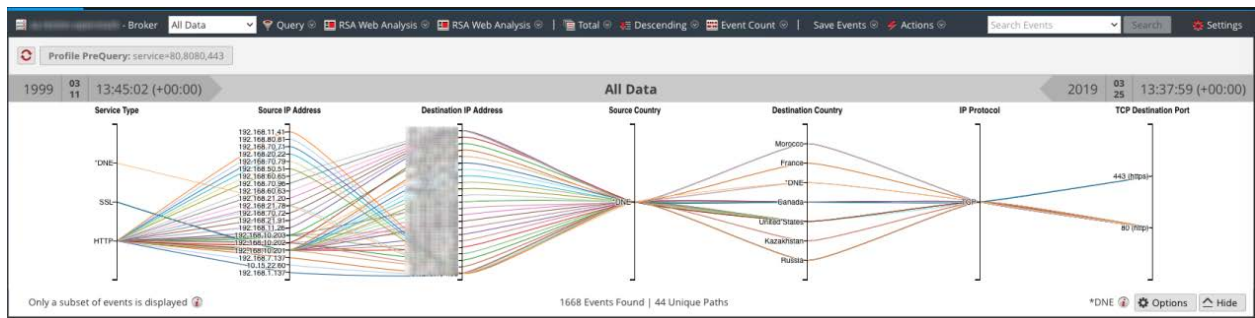 - Broker All Data Query RSA Web Analysis RSA Web Analysis | Total Descending Event Count | Save Events Actions Search Events Search Settings
Profile PreQuery: service=80,8080,443
1999 03 11 13:45:02 (+00:00) All Data 2019 03 25 13:37:59 (+00:00)
Service Type Source IP Address Destination IP Address Source Country Destination Country IP Protocol TCP Destination Port
*DNE
SSL
HTTP
192.168.11.41
192.168.80.81
192.168.70.71
192.168.20.22
192.168.70.79
192.168.50.51
192.168.60.65
192.168.70.96
192.168.60.63
192.168.21.20
192.168.21.78
192.168.70.72
192.168.21.91
192.168.11.26
192.168.10.203
192.168.10.202
192.168.10.201
192.168.7.137
10.15.22.60
192.168.1.137
*DNE
Morocco
France
*DNE
Canada
United States
Kazakhstan
Russia
TCP
443 (https)
80 (http)
Only a subset of events is displayed 1668 Events Found | 44 Unique Paths *DNE Options Hide